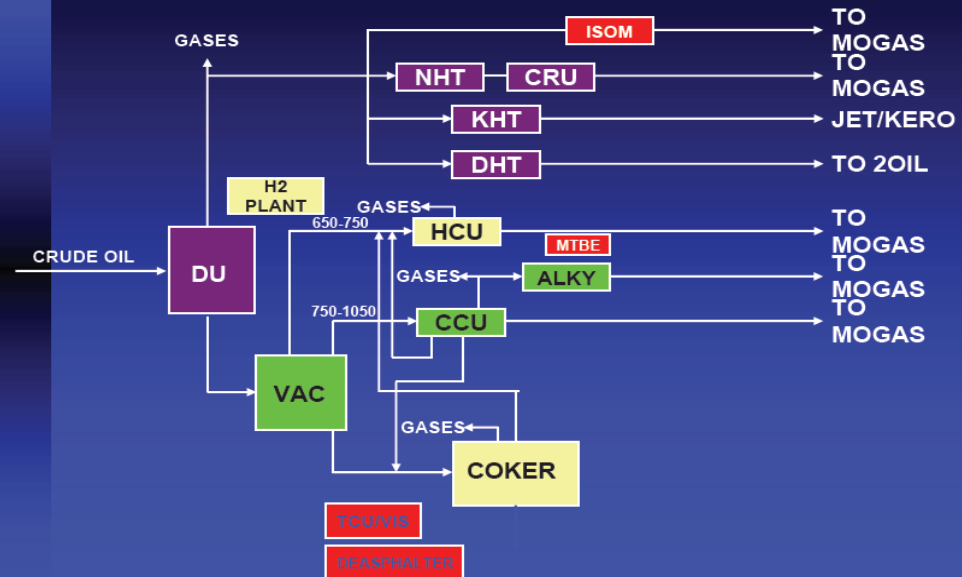 GASES
ISOM
TO
MOGAS
NHT
CRU
TO
MOGAS
KHT
JET/KERO
DHT
TO 2OIL
H2
PLANT
GASES
650-750
HCU
TO
MOGAS
MTBE
CRUDE OIL
DU
GASES
ALKY
TO
MOGAS
750-1050
CCU
TO
MOGAS
VAC
GASES
COKER
TCU/VIS
DEASPHALTER